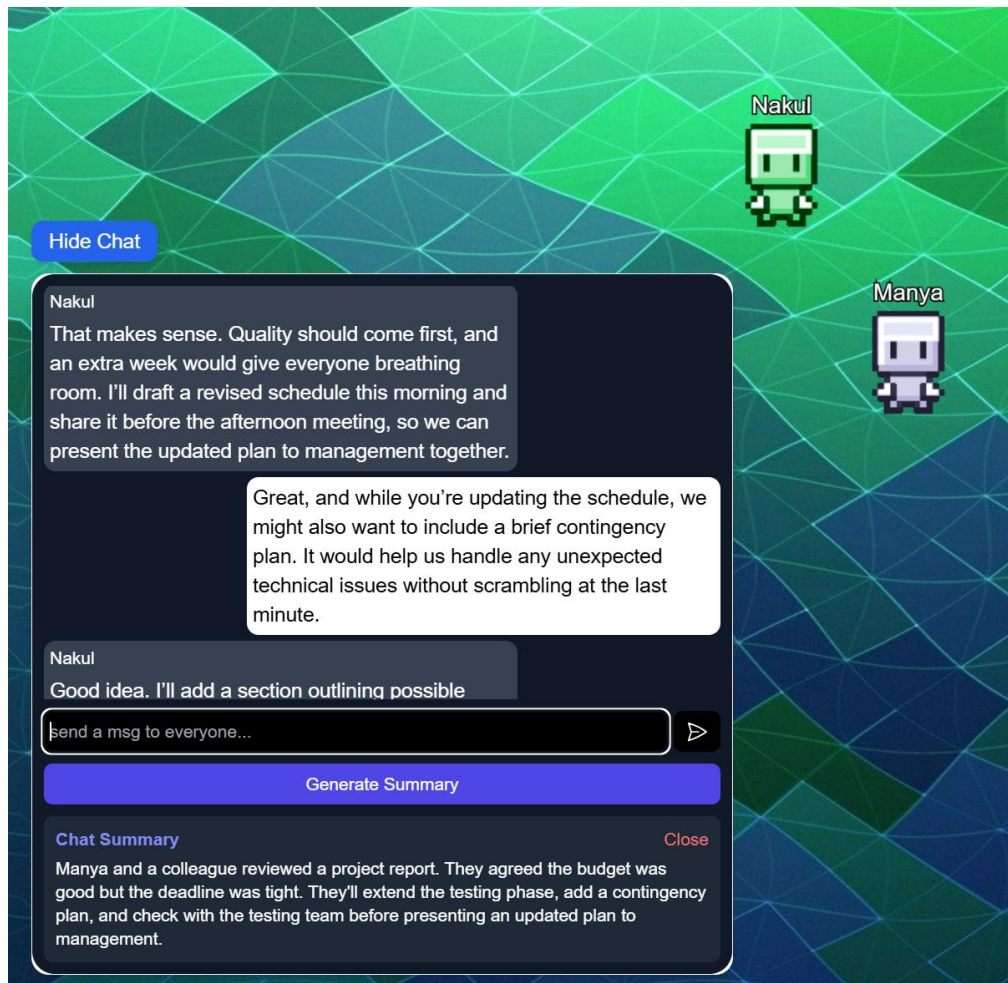 Nakul
Manya
Hide Chat
Nakul
That makes sense. Quality should come first, and
an extra week would give everyone breathing
room. I’ll draft a revised schedule this morning and
share it before the afternoon meeting, so we can
present the updated plan to management together.
Great, and while you’re updating the schedule, we
might also want to include a brief contingency
plan. It would help us handle any unexpected
technical issues without scrambling at the last
minute.
Nakul
Good idea. I’ll add a section outlining possible
send a msg to everyone...
Generate Summary
Chat Summary
Close
Manya and a colleague reviewed a project report. They agreed the budget was
good but the deadline was tight. They'll extend the testing phase, add a contingency
plan, and check with the testing team before presenting an updated plan to
management.